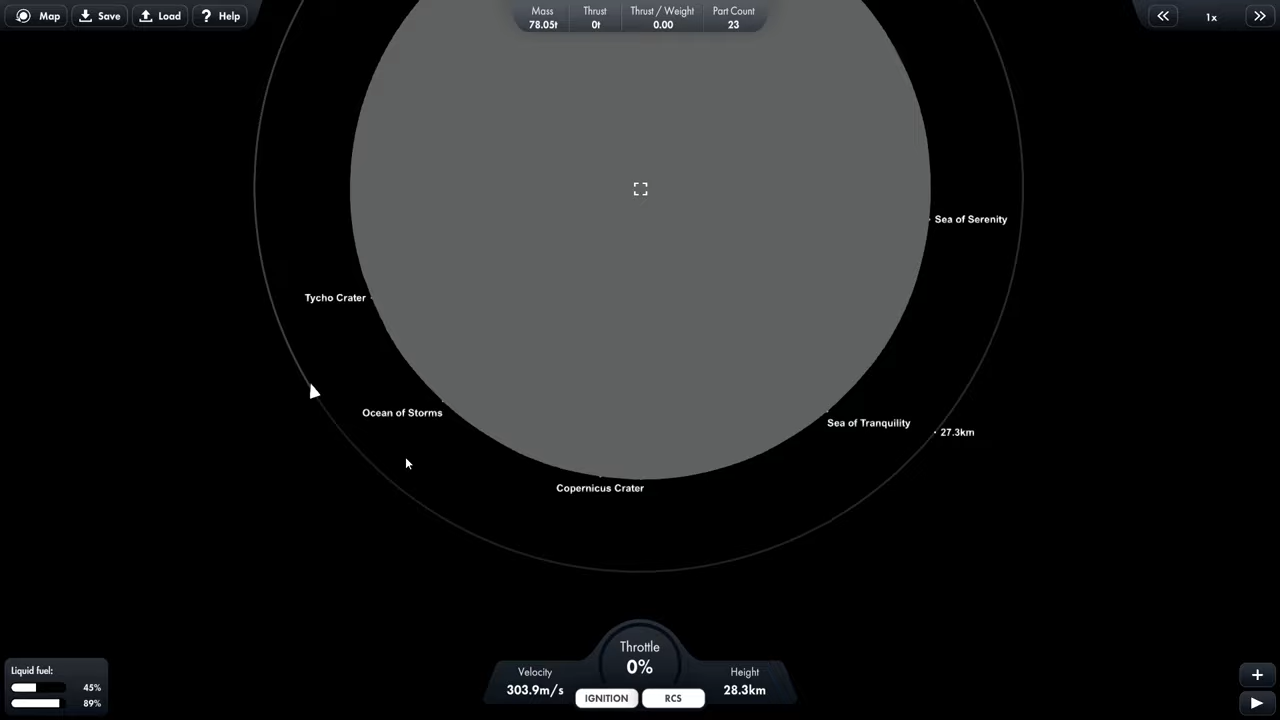 Map
Save
Load
Help
Mass
78.05t
Thrust
0t
Thrust / Weight
0.00
Part Count
23
1x
Sea of Serenity
Tycho Crater
Ocean of Storms
Sea of Tranquility
27.3km
Copernicus Crater
Throttle
0%
Velocity
303.9m/s
Height
28.3km
IGNITION
RCS
Liquid fuel:
45%
89%